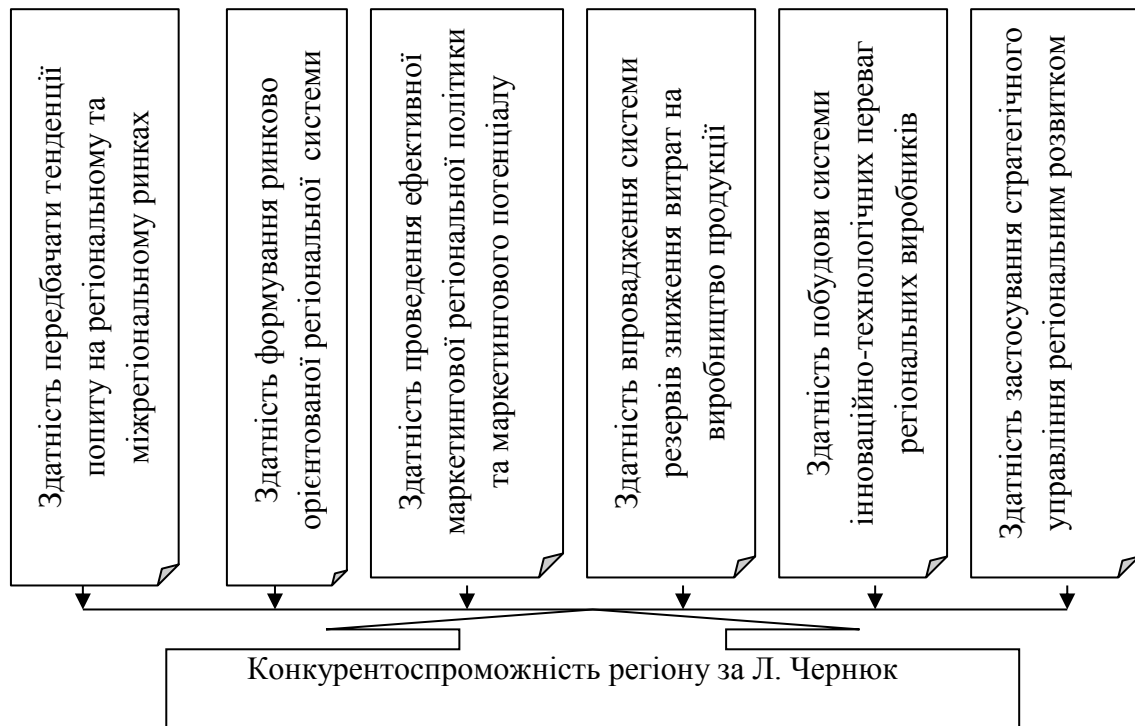 Здатність передбачати тенденції
попиту на регіональному та
міжрегіональному ринках
Здатність формування ринково
орієнтованої регіональної системи
Здатність проведення ефективної
маркетингової регіональної політики
та маркетингового потенціалу
Здатність впровадження системи
резервів зниження витрат на
виробництво продукції
Здатність побудови системи
інноваційно-технологічних переваг
регіональних виробників
Здатність застосування стратегічного
управління регіональним розвитком
Конкурентоспроможність регіону за Л. Чернюк